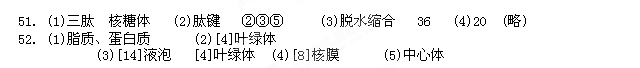 51. (1)三肽 核糖体 (2)肽键 ②③⑤ (3)脱水缩合 36 (4)20 (略)
52. (1)脂质、蛋白质 (2)[4]叶绿体
(3)[14]液泡 [4]叶绿体 (4)[8]核膜 (5)中心体